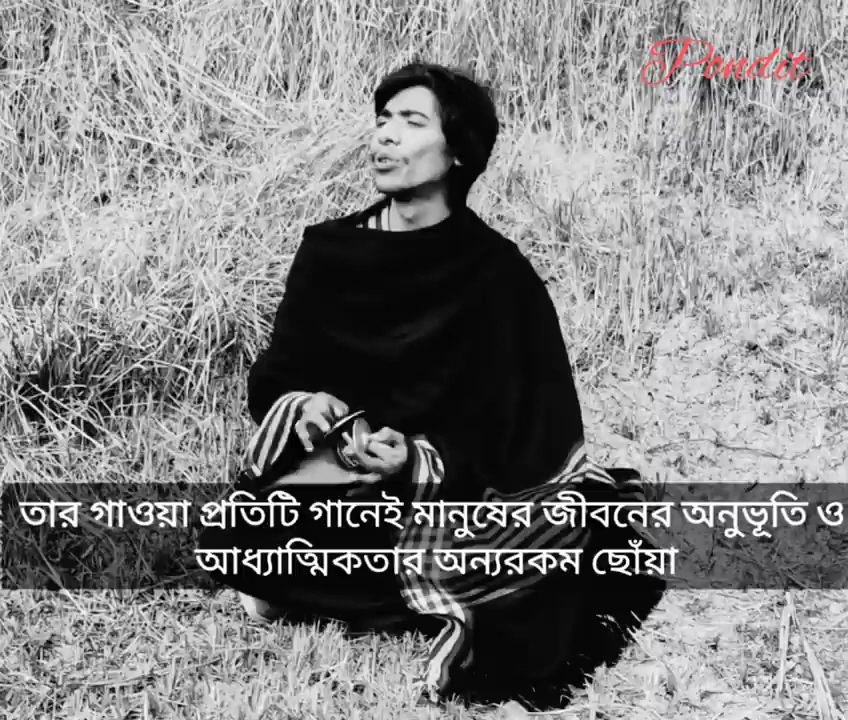 Pondit
তার গাওয়া প্রতিটি গানেই মানুষের জীবনের অনুভূতি ও
আধ্যাত্মিকতার অন্যরকম ছোঁয়া